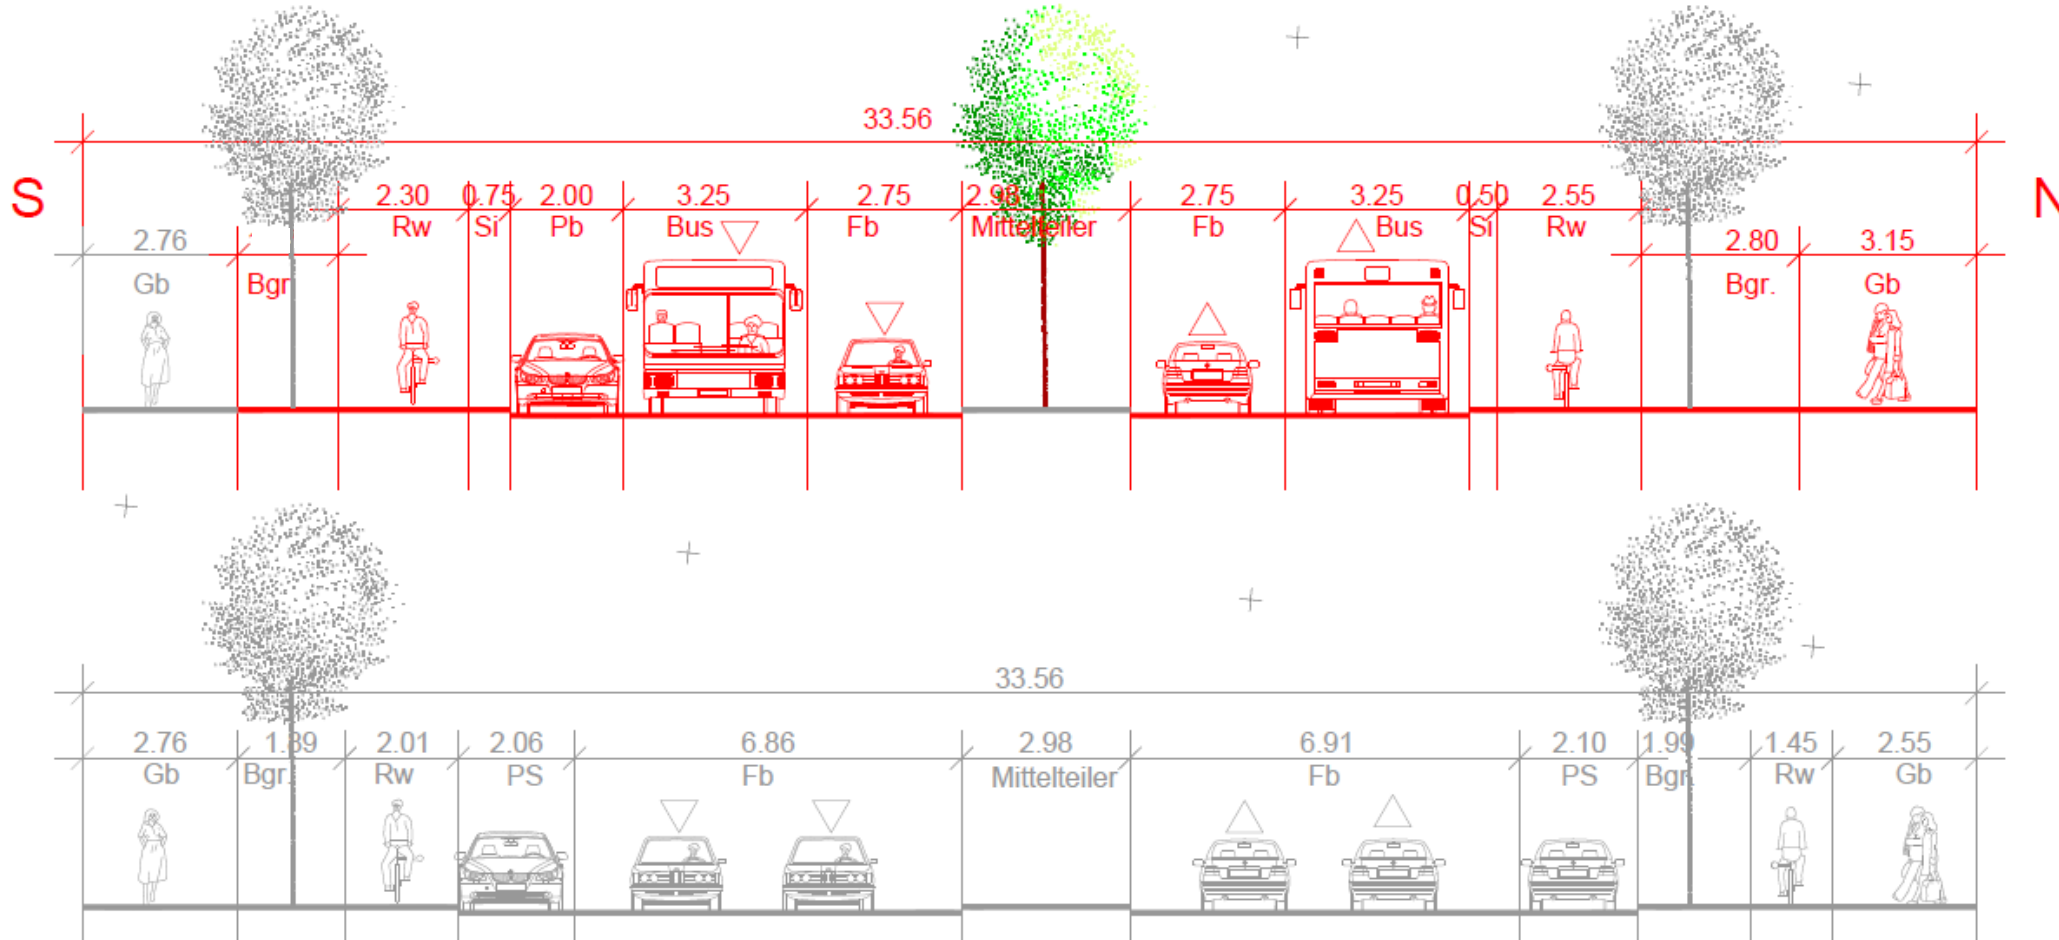 33.56
S
N
2.30 0.75 2.00 3.25 2.75 2.98 2.75 3.25 0.50 2.55
Rw Si Pb Bus Fb Mittelteiler Fb Bus Si Rw
2.76 2.80 3.15
Gb Bgr Bgr. Gb
33.56
2.76 1.89 2.01 2.06 6.86 2.98 6.91 2.10 1.99 1.45 2.55
Gb Bgr. Rw PS Fb Mittelteiler Fb PS Bgr. Rw Gb